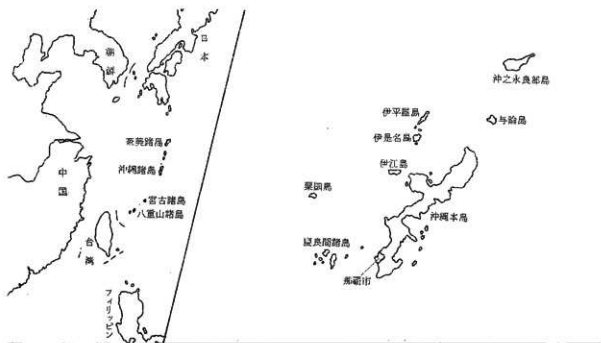 日本
朝鮮
奄美諸島
沖縄諸島
中国
宮古諸島
八重山諸島
台湾
フィリッピン
沖之永良部島
与論島
伊平屋島
伊是名島
伊江島
粟国島
沖縄本島
慶良間諸島
那覇市